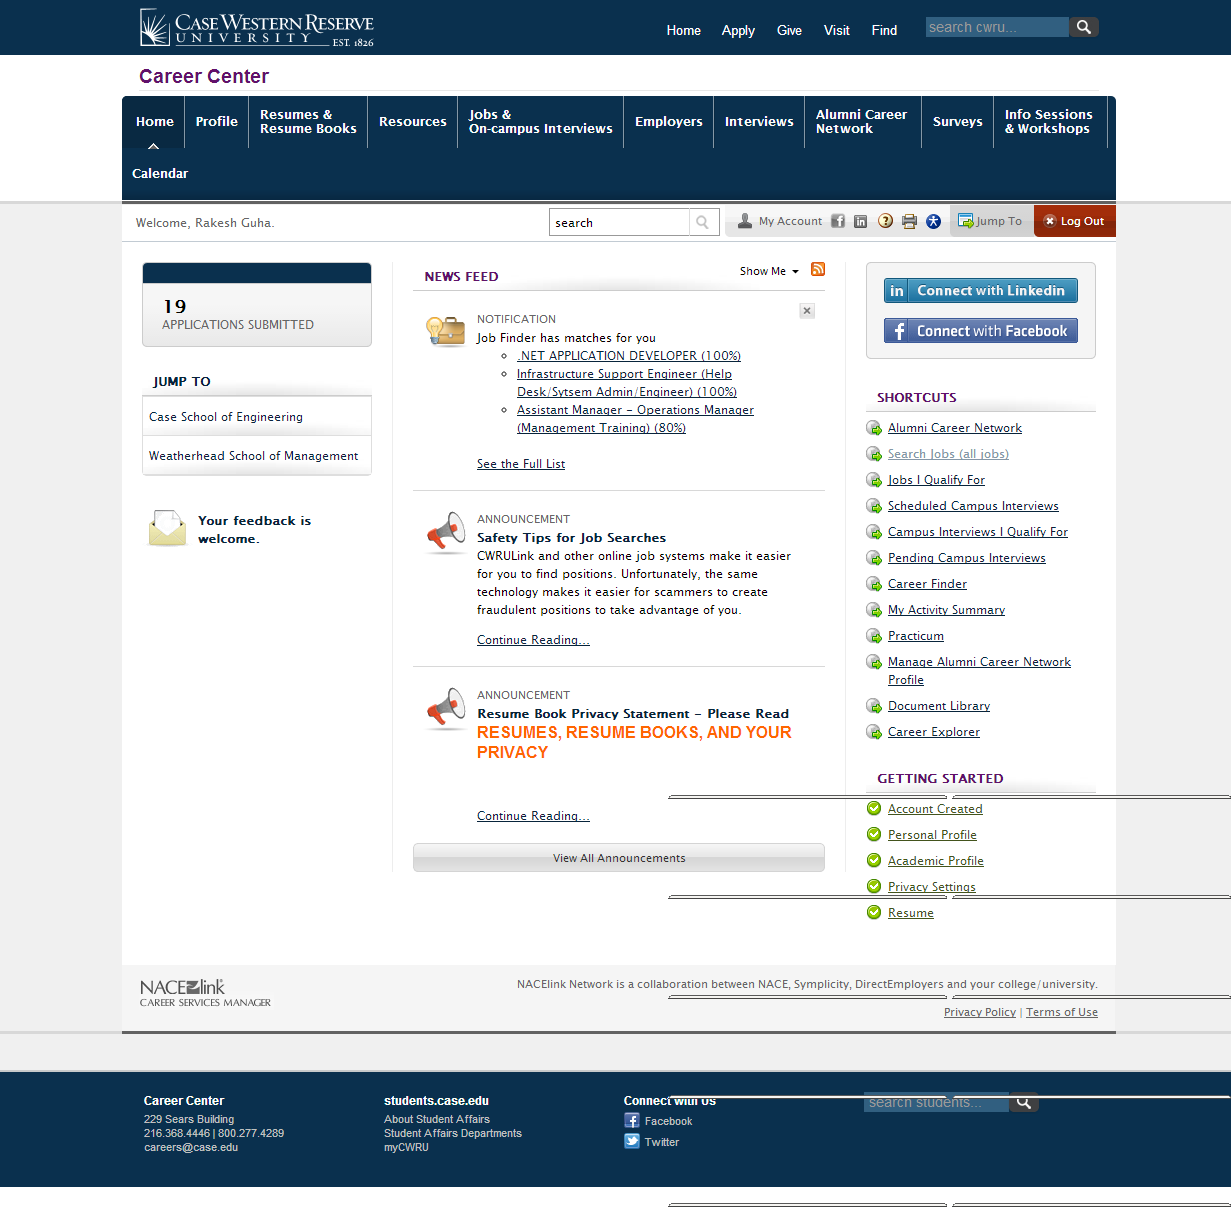 CASE WESTERN RESERVE
UNIVERSITY EST. 1826
Home Apply Give Visit Find search cwru...
Career Center
Home Profile Resumes & Resume Books Resources Jobs & On-campus Interviews Employers Interviews Alumni Career Network Surveys Info Sessions & Workshops
Calendar
Welcome, Rakesh Guha. search My Account Jump To Log Out
19
APPLICATIONS SUBMITTED
JUMP TO
Case School of Engineering
Weatherhead School of Management
Your feedback is
welcome.
NEWS FEED Show Me
NOTIFICATION
Job Finder has matches for you
.NET APPLICATION DEVELOPER (100%)
Infrastructure Support Engineer (Help
Desk/Sytsem Admin/Engineer) (100%)
Assistant Manager - Operations Manager
(Management Training) (80%)
See the Full List
ANNOUNCEMENT
Safety Tips for Job Searches
CWRULink and other online job systems make it easier
for you to find positions. Unfortunately, the same
technology makes it easier for scammers to create
fraudulent positions to take advantage of you.
Continue Reading...
ANNOUNCEMENT
Resume Book Privacy Statement - Please Read
RESUMES, RESUME BOOKS, AND YOUR
PRIVACY
Continue Reading...
View All Announcements
in Connect with Linkedin
f Connect with Facebook
SHORTCUTS
Alumni Career Network
Search Jobs (all jobs)
Jobs I Qualify For
Scheduled Campus Interviews
Campus Interviews I Qualify For
Pending Campus Interviews
Career Finder
My Activity Summary
Practicum
Manage Alumni Career Network
Profile
Document Library
Career Explorer
GETTING STARTED
Account Created
Personal Profile
Academic Profile
Privacy Settings
Resume
NACElink
CAREER SERVICES MANAGER
NACElink Network is a collaboration between NACE, Symplicity, DirectEmployers and your college/university.
Privacy Policy | Terms of Use
Career Center
229 Sears Building
216.368.4446 | 800.277.4289
careers@case.edu
students.case.edu
About Student Affairs
Student Affairs Departments
myCWRU
Connect with Us
Facebook
Twitter
search students...